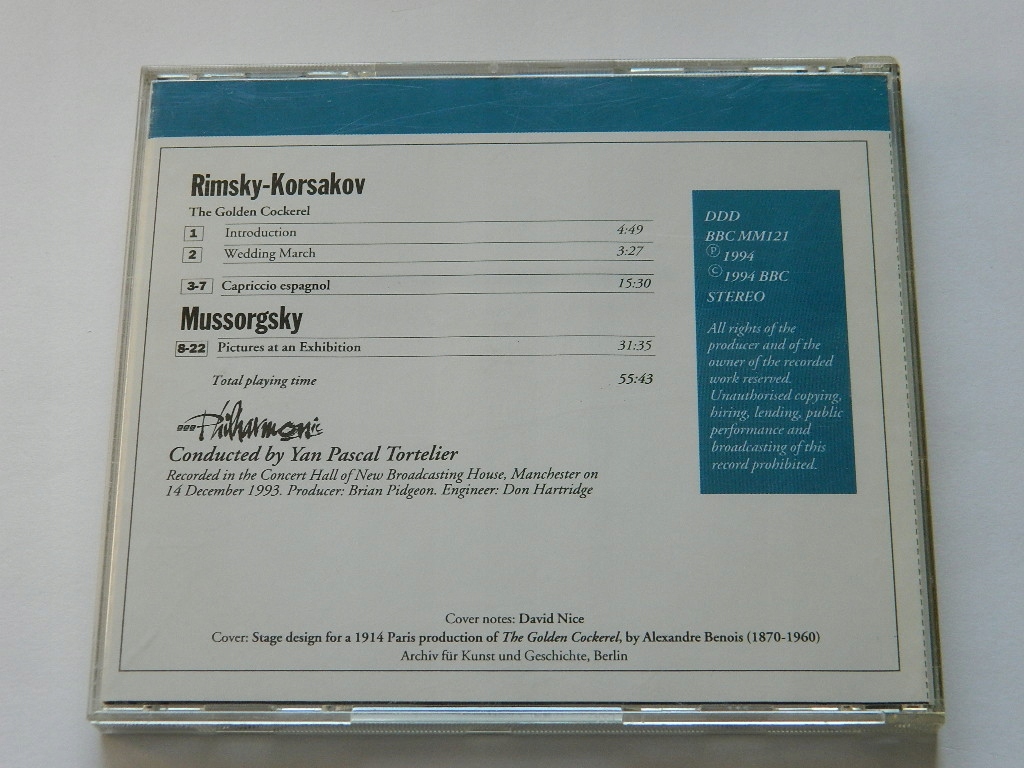 Rimsky-Korsakov
The Golden Cockerel
1 Introduction 4:49
2 Wedding March 3:27
3-7 Capriccio espagnol 15:30
Mussorgsky
8-22 Pictures at an Exhibition 31:35
Total playing time 55:43
BBC Philharmonic
Conducted by Yan Pascal Tortelier
Recorded in the Concert Hall of New Broadcasting House, Manchester on
14 December 1993. Producer: Brian Pidgeon. Engineer: Don Hartridge
DDD
BBC MM121
℗ 1994
© 1994 BBC
STEREO
All rights of the
producer and of the
owner of the recorded
work reserved.
Unauthorised copying,
hiring, lending, public
performance and
broadcasting of this
record prohibited.
Cover notes: David Nice
Cover: Stage design for a 1914 Paris production of The Golden Cockerel, by Alexandre Benois (1870-1960)
Archiv für Kunst und Geschichte, Berlin